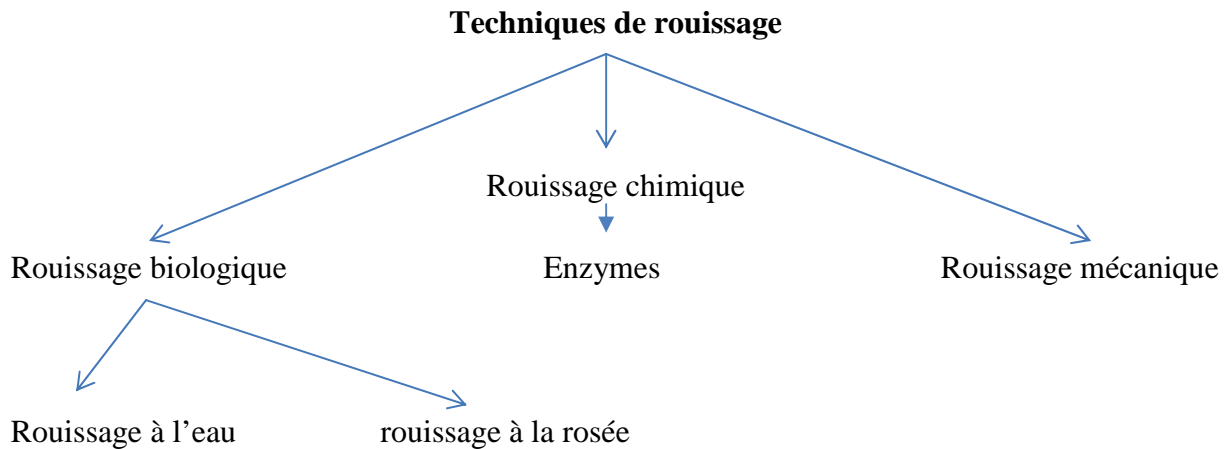 Techniques de rouissage
Rouissage chimique
Rouissage biologique
Enzymes
Rouissage mécanique
Rouissage à l’eau
rouissage à la rosée